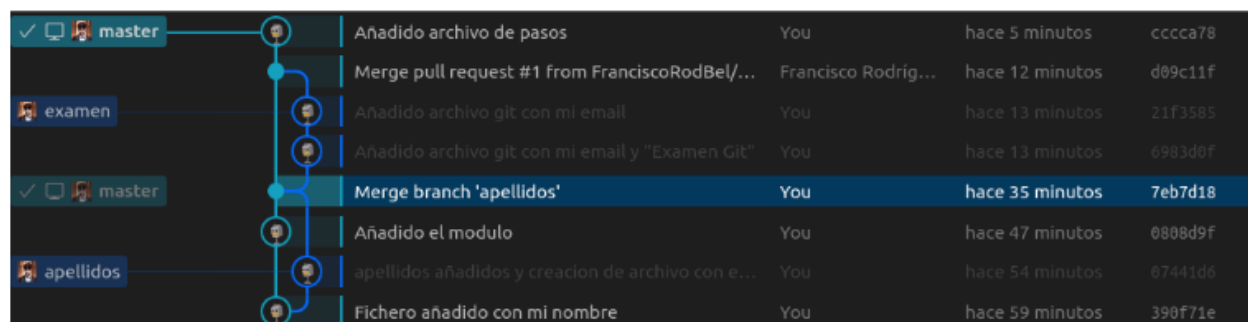 master Añadido archivo de pasos You hace 5 minutos cccca78
Merge pull request #1 from FranciscoRodBel/... Francisco Rodríg... hace 12 minutos d09c11f
examen Añadido archivo git con mi email You hace 13 minutos 21f3585
Añadido archivo git con mi email y "Examen Git" You hace 13 minutos 6983d0f
master Merge branch 'apellidos' You hace 35 minutos 7eb7d18
Añadido el modulo You hace 47 minutos 0808d9f
apellidos apellidos añadidos y creacion de archivo con e... You hace 54 minutos 07441d6
Fichero añadido con mi nombre You hace 59 minutos 390f71e